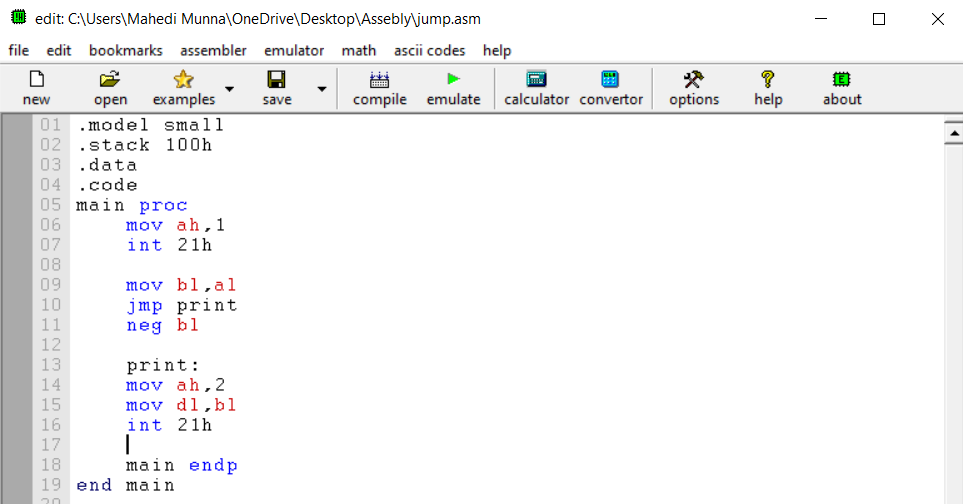 edit: C:\Users\Mahedi Munna\OneDrive\Desktop\Assebly\jump.asm
file edit bookmarks assembler emulator math ascii codes help
new open examples save compile emulate calculator convertor options help about
01 .model small
02 .stack 100h
03 .data
04 .code
05 main proc
06 mov ah,1
07 int 21h
08
09 mov bl,al
10 jmp print
11 neg bl
12
13 print:
14 mov ah,2
15 mov dl,bl
16 int 21h
17
18 main endp
19 end main